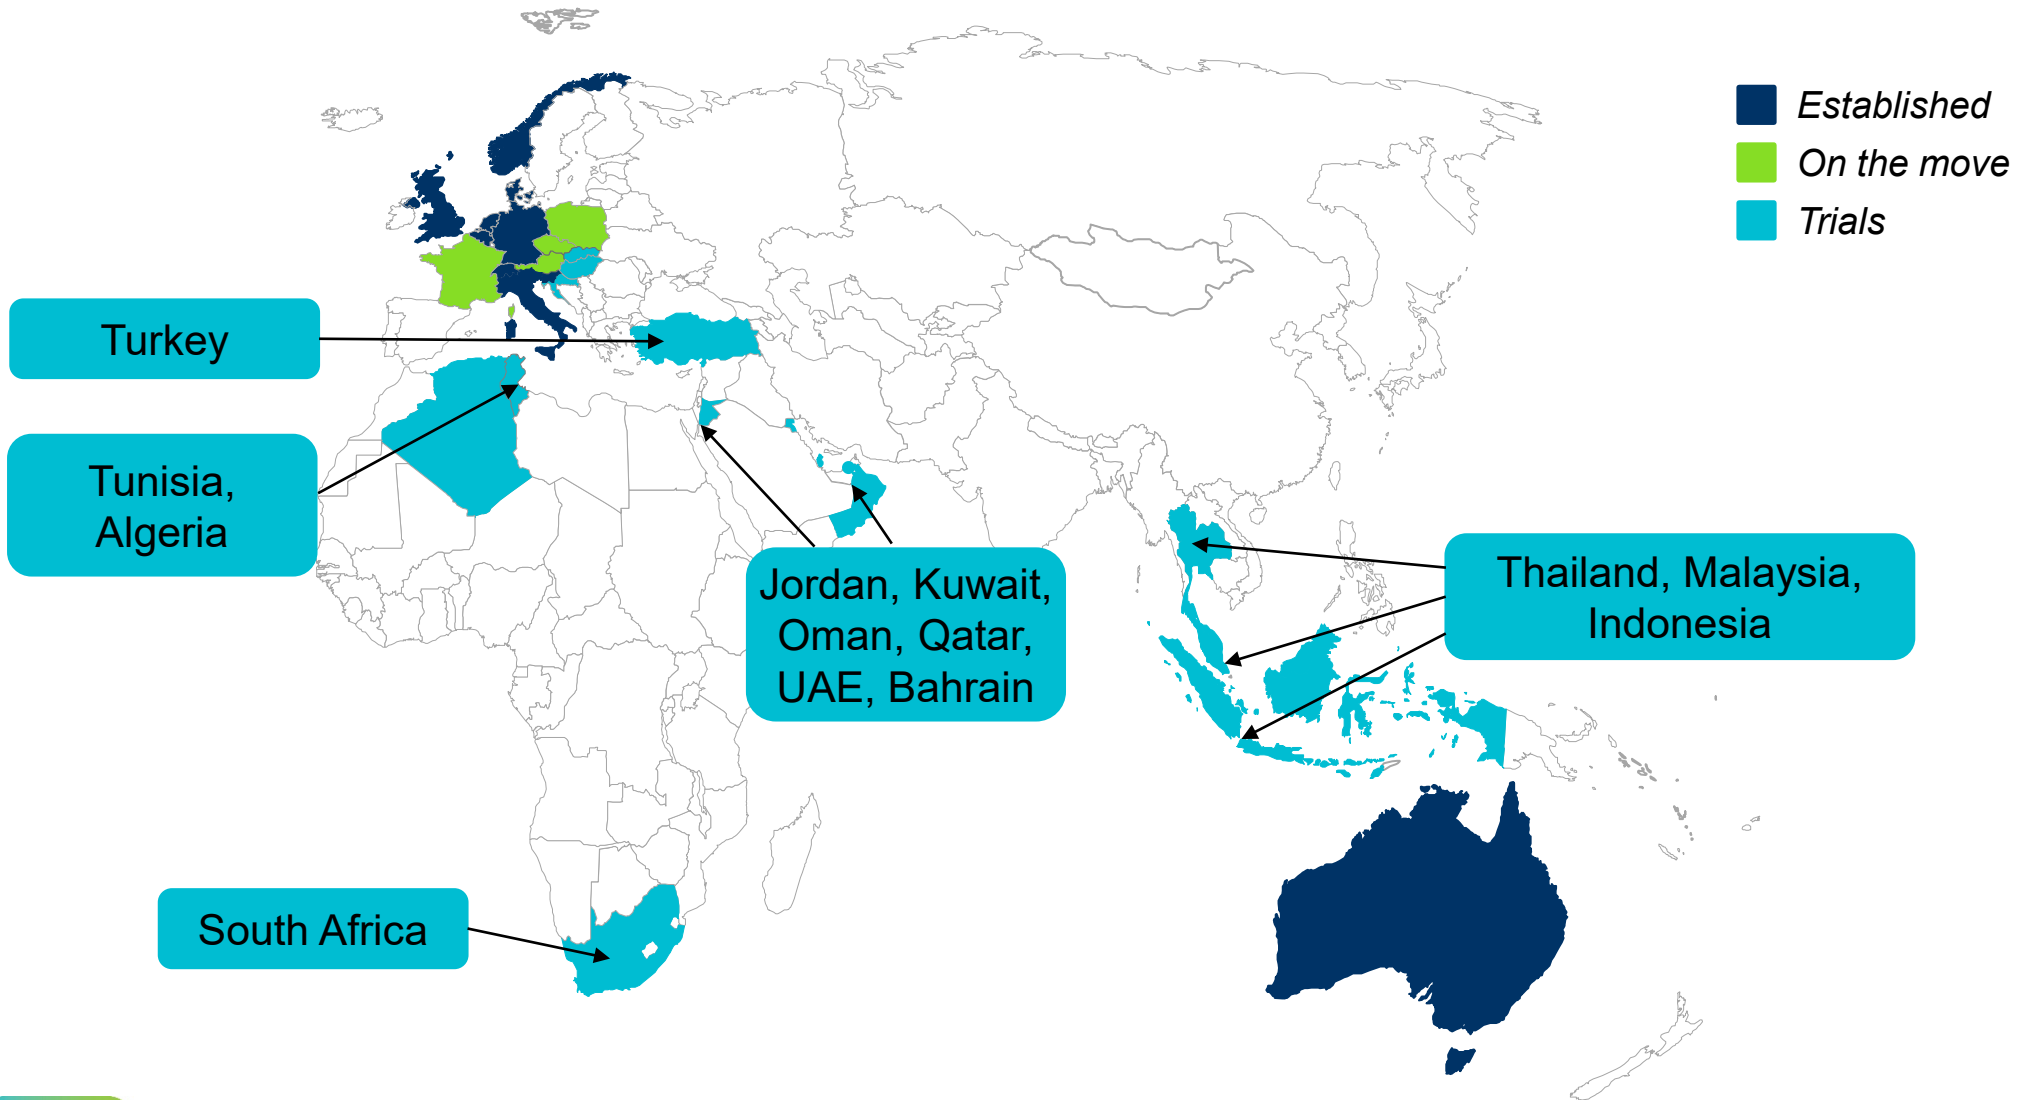 Established
On the move
Trials
Turkey
Tunisia,
Algeria
Jordan, Kuwait,
Oman, Qatar,
UAE, Bahrain
Thailand, Malaysia,
Indonesia
South Africa